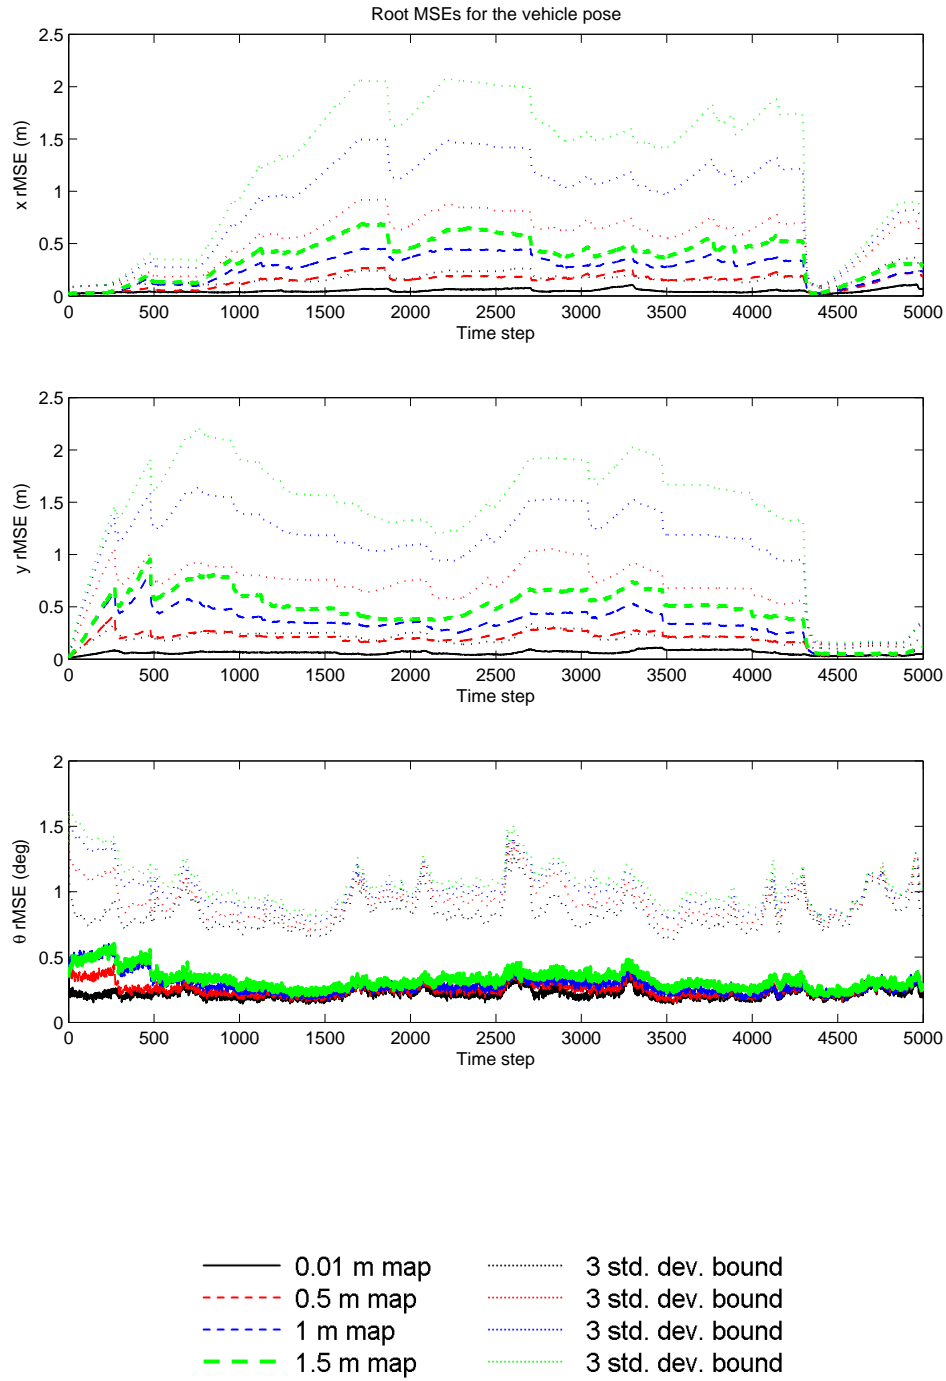 Root MSEs for the vehicle pose
2.5
2
1.5
1
0.5
0
x rMSE (m)
0 500 1000 1500 2000 2500 3000 3500 4000 4500 5000
Time step
2.5
2
1.5
1
0.5
0
y rMSE (m)
0 500 1000 1500 2000 2500 3000 3500 4000 4500 5000
Time step
2
1.5
1
0.5
0
θ rMSE (deg)
0 500 1000 1500 2000 2500 3000 3500 4000 4500 5000
Time step
0.01 m map 3 std. dev. bound
0.5 m map 3 std. dev. bound
1 m map 3 std. dev. bound
1.5 m map 3 std. dev. bound